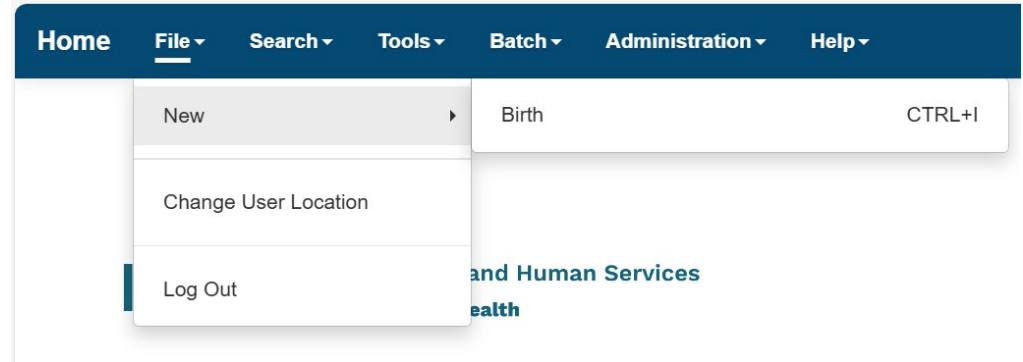 Home File Search Tools Batch Administration Help
New Birth CTRL+I
Change User Location
and Human Services
Log Out
ealth